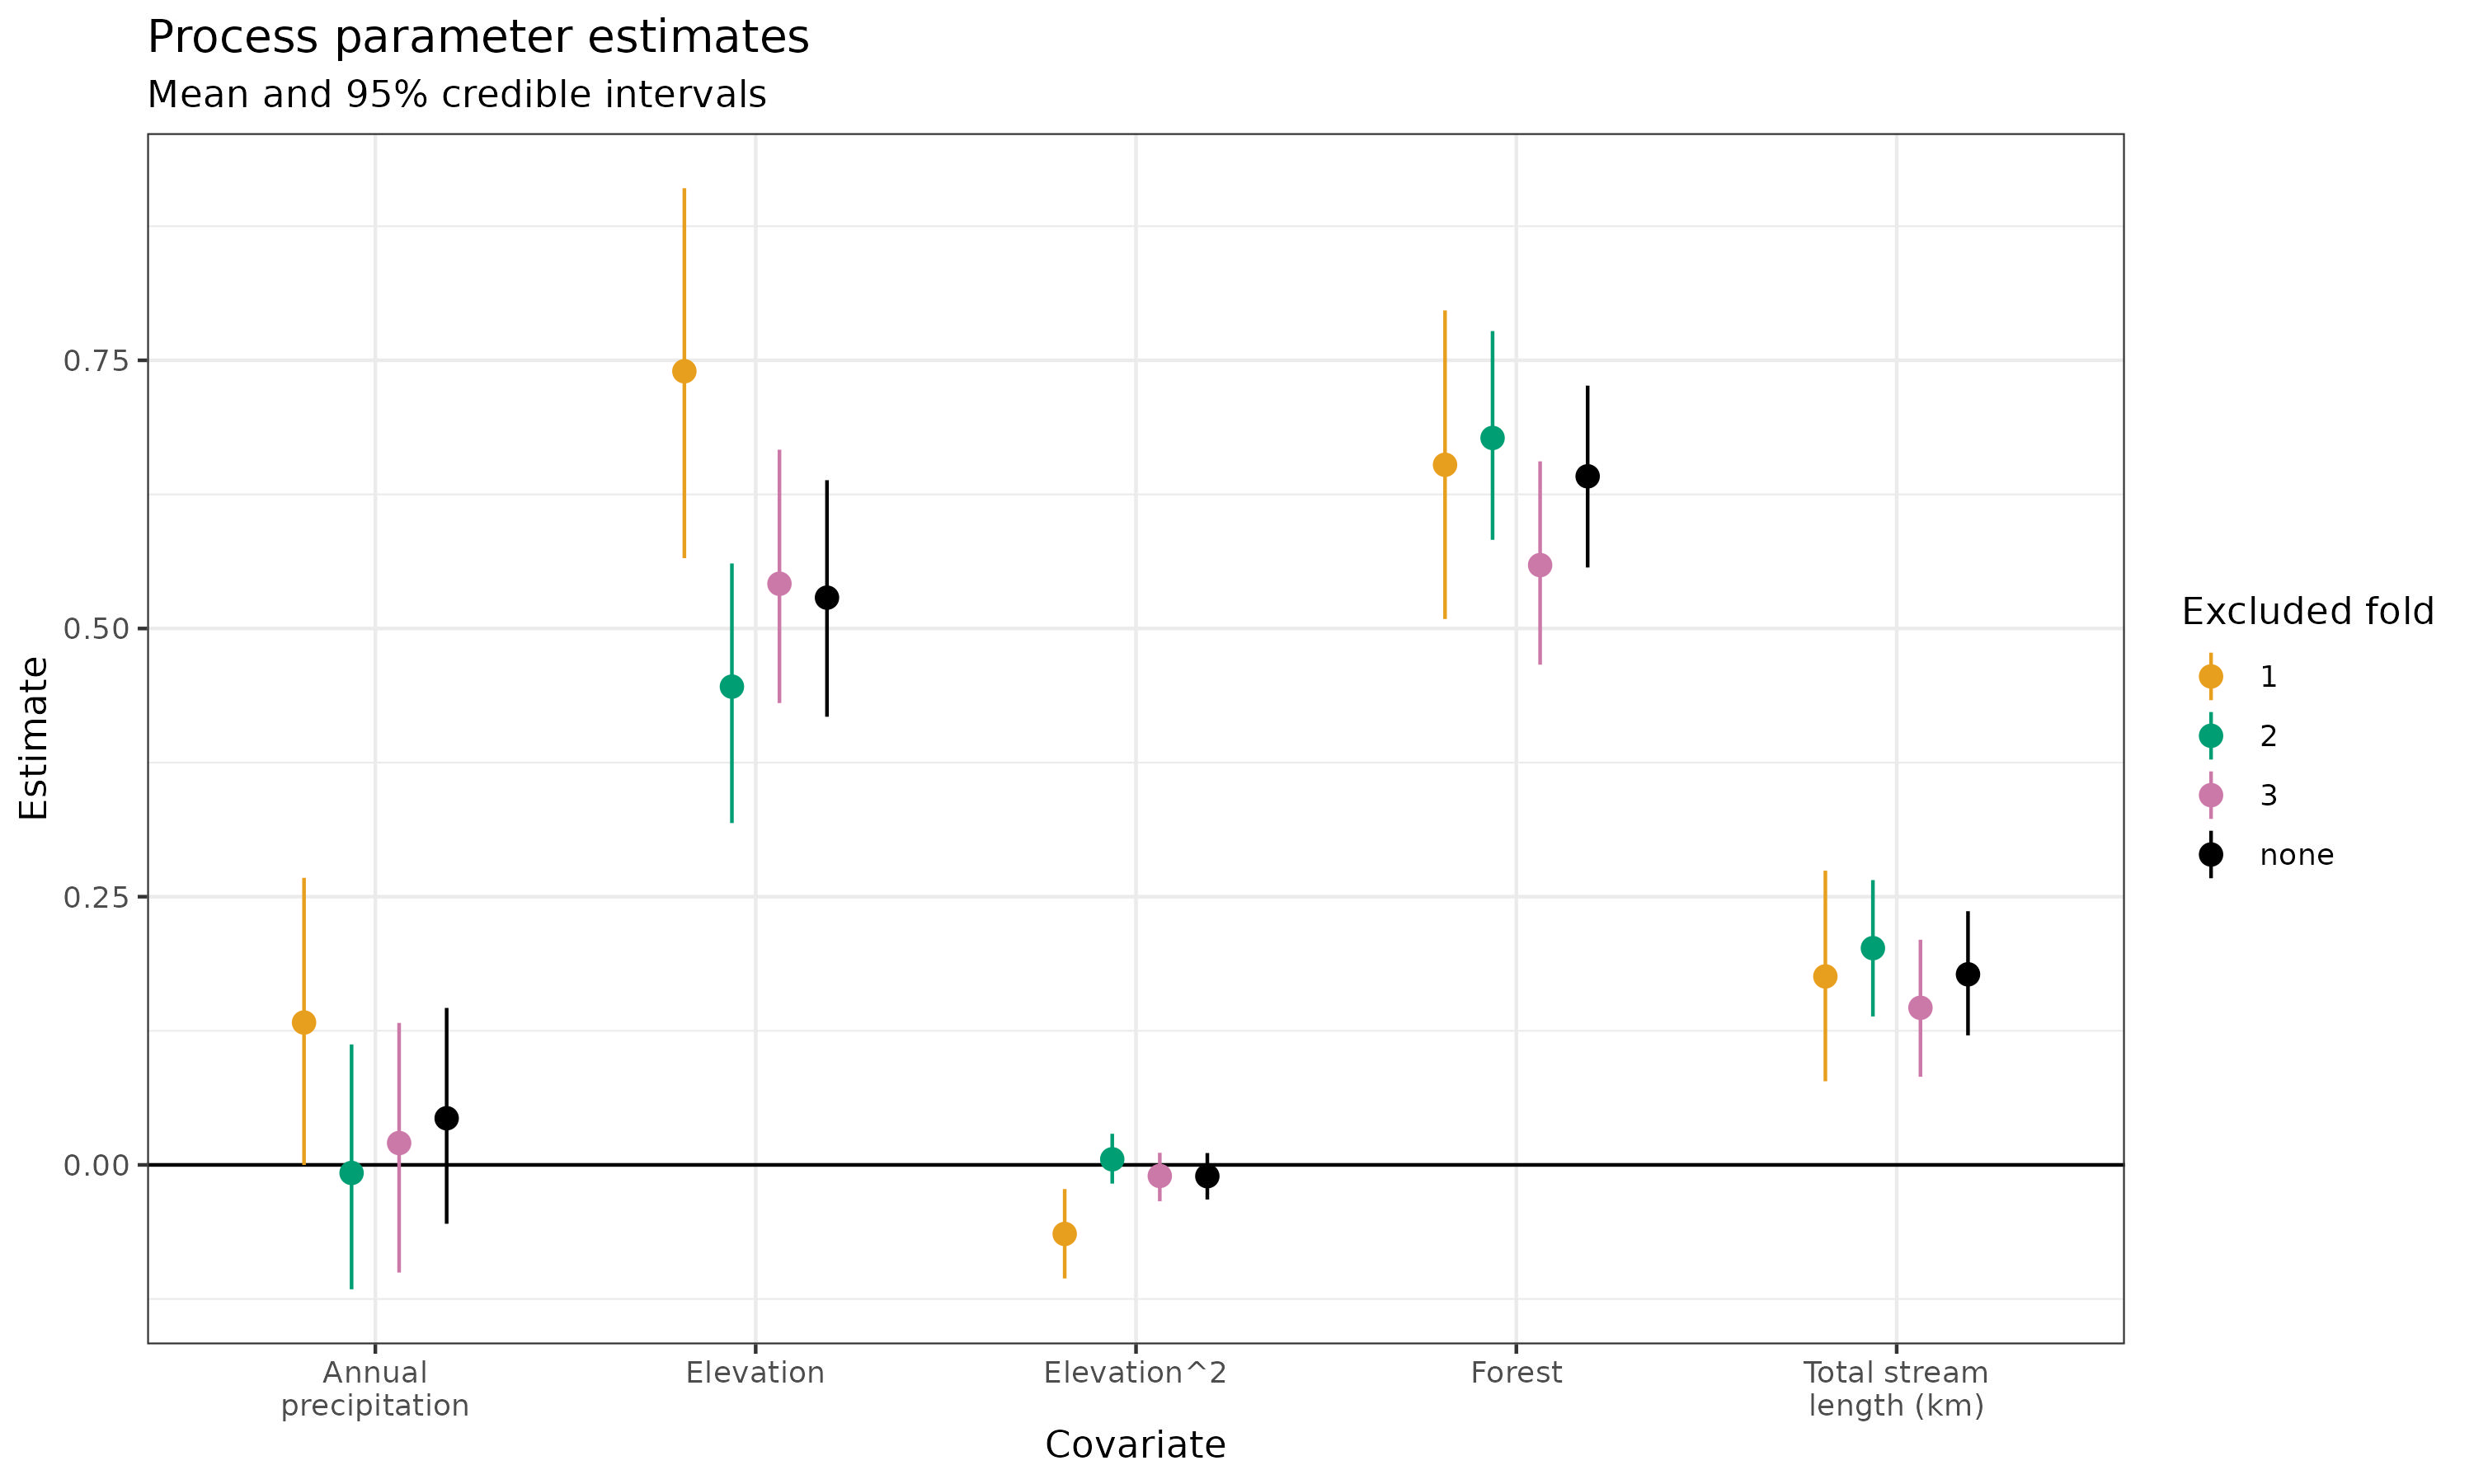 Process parameter estimates
Mean and 95% credible intervals
Estimate
0.75
0.50
0.25
0.00
Annual
precipitation
Elevation
Elevation^2
Forest
Total stream
length (km)
Covariate
Excluded fold
1
2
3
none